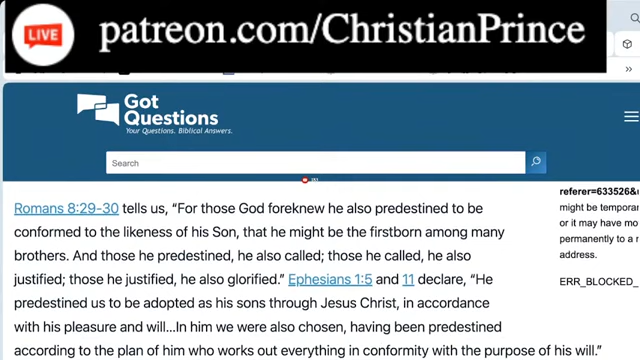 LIVE
patreon.com/ChristianPrince
Got
Questions
Your Questions. Biblical Answers.
Search
Romans 8:29-30 tells us, “For those God foreknew he also predestined to be
conformed to the likeness of his Son, that he might be the firstborn among many
brothers. And those he predestined, he also called; those he called, he also
justified; those he justified, he also glorified.” Ephesians 1:5 and 11 declare, “He
predestined us to be adopted as his sons through Jesus Christ, in accordance
with his pleasure and will...In him we were also chosen, having been predestined
according to the plan of him who works out everything in conformity with the purpose of his will.”
referer=633526&u
might be temporar
or it may have mo
permanently to a n
address.
ERR_BLOCKED_